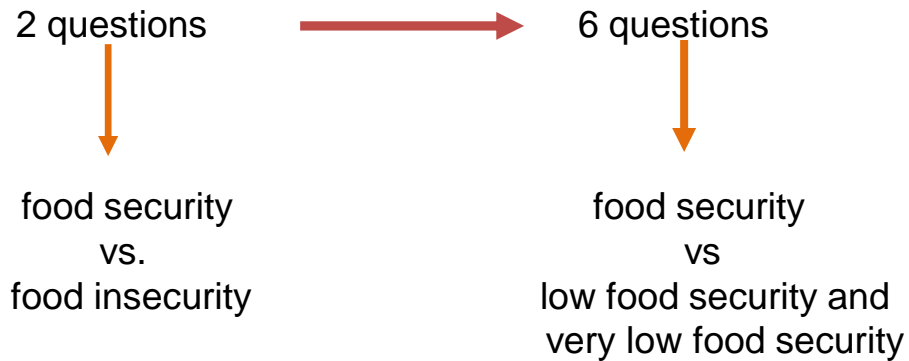 2 questions
6 questions
food security
vs.
food insecurity
food security
vs
low food security and
very low food security